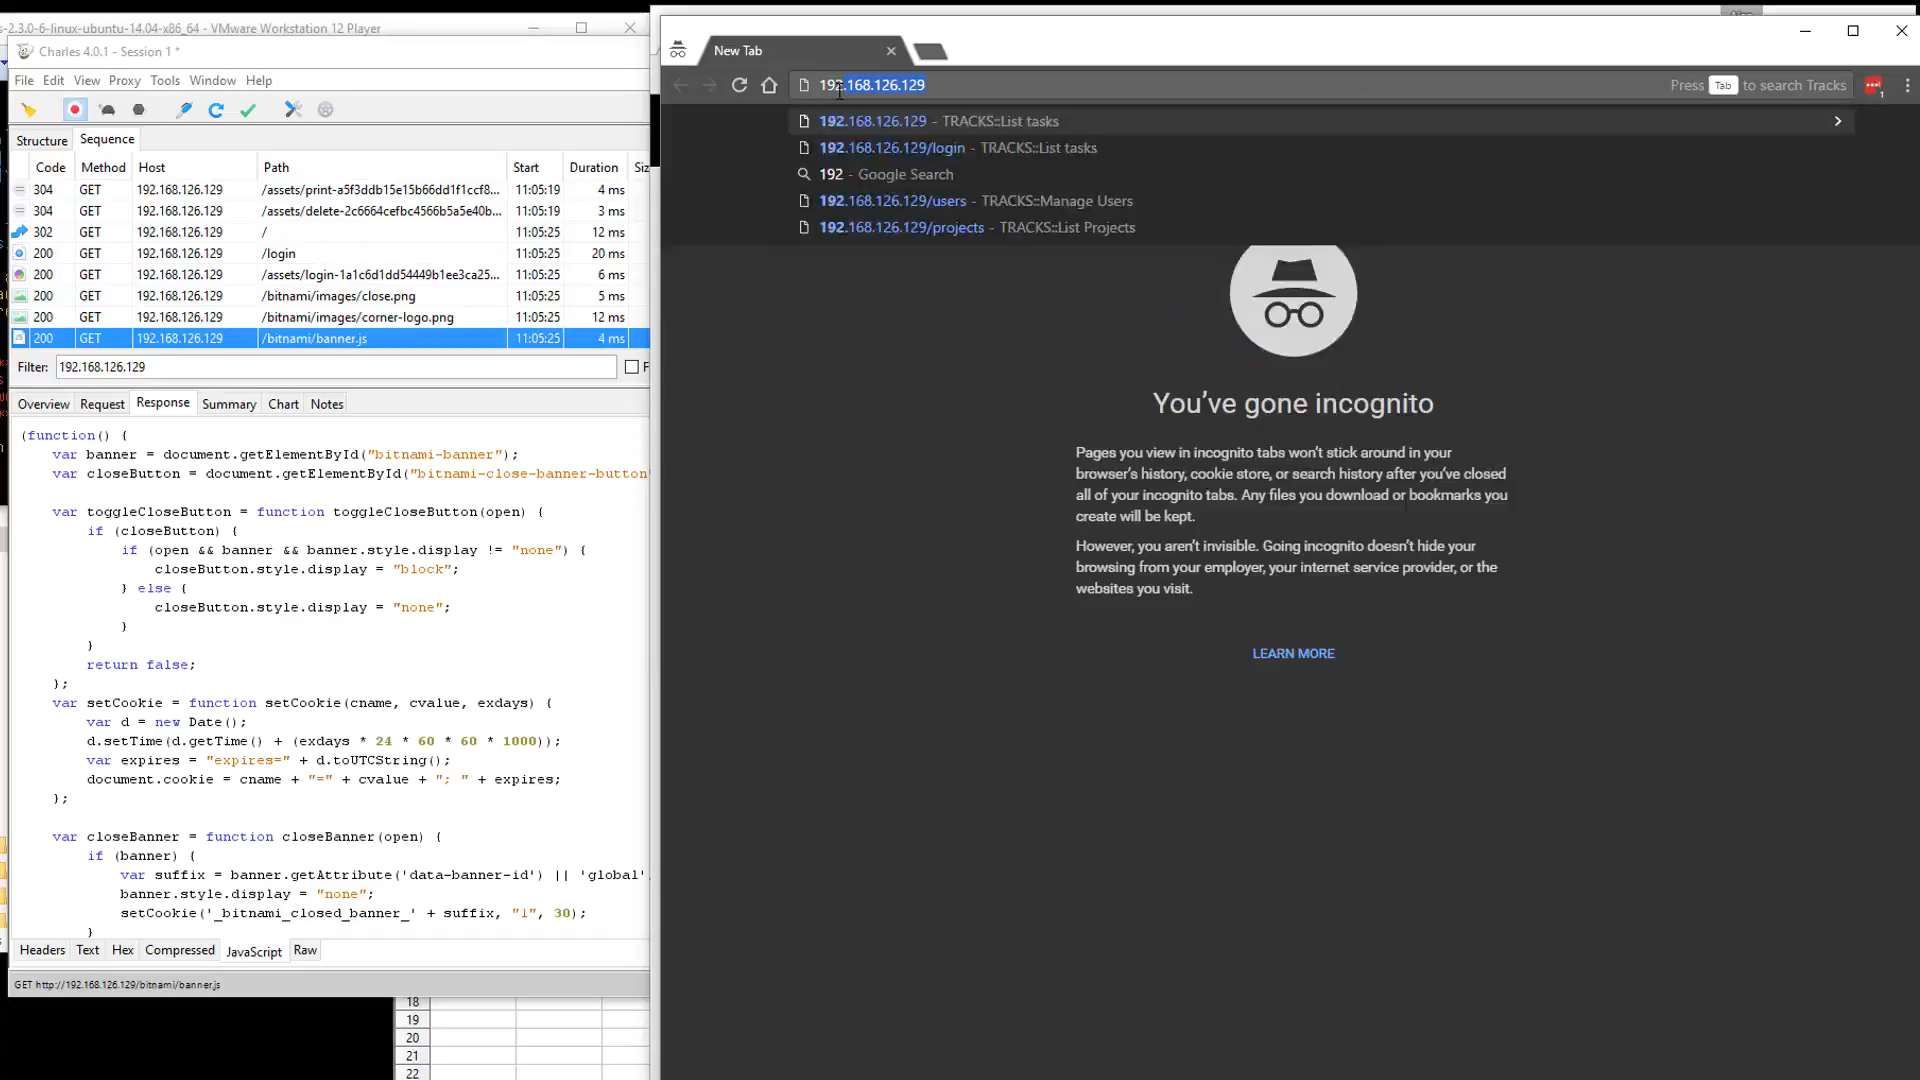 s-2.3.0-6-linux-ubuntu-14.04-x86_64 - VMware Workstation 12 Player
Charles 4.0.1 - Session 1 *
File Edit View Proxy Tools Window Help
Structure Sequence
Code Method Host Path Start Duration Siz
304 GET 192.168.126.129 /assets/print-a5f3ddb15e15b66dd1f1ccf8... 11:05:19 4 ms
304 GET 192.168.126.129 /assets/delete-2c6664cefbc4566b5a5e40b... 11:05:19 3 ms
302 GET 192.168.126.129 / 11:05:25 12 ms
200 GET 192.168.126.129 /login 11:05:25 20 ms
200 GET 192.168.126.129 /assets/login-1a1c6d1dd54449b1ee3ca25... 11:05:25 6 ms
200 GET 192.168.126.129 /bitnami/images/close.png 11:05:25 5 ms
200 GET 192.168.126.129 /bitnami/images/corner-logo.png 11:05:25 12 ms
200 GET 192.168.126.129 /bitnami/banner.js 11:05:25 4 ms
Filter: 192.168.126.129 F
Overview Request Response Summary Chart Notes
(function() {
var banner = document.getElementById("bitnami-banner");
var closeButton = document.getElementById("bitnami-close-banner-button"
var toggleCloseButton = function toggleCloseButton(open) {
if (closeButton) {
if (open && banner && banner.style.display != "none") {
closeButton.style.display = "block";
} else {
closeButton.style.display = "none";
}
}
return false;
};
var setCookie = function setCookie(cname, cvalue, exdays) {
var d = new Date();
d.setTime(d.getTime() + (exdays * 24 * 60 * 60 * 1000));
var expires = "expires=" + d.toUTCString();
document.cookie = cname + "=" + cvalue + "; " + expires;
};
var closeBanner = function closeBanner(open) {
if (banner) {
var suffix = banner.getAttribute('data-banner-id') || 'global'
banner.style.display = "none";
setCookie('_bitnami_closed_banner_' + suffix, "1", 30);
}
Headers Text Hex Compressed JavaScript Raw
GET http://192.168.126.129/bitnami/banner.js
18
19
20
21
22
New Tab
192.168.126.129 Press Tab to search Tracks
1
192.168.126.129 - TRACKS::List tasks
192.168.126.129/login - TRACKS::List tasks
192 - Google Search
192.168.126.129/users - TRACKS::Manage Users
192.168.126.129/projects - TRACKS::List Projects
You've gone incognito
Pages you view in incognito tabs won't stick around in your
browser's history, cookie store, or search history after you've closed
all of your incognito tabs. Any files you download or bookmarks you
create will be kept.
However, you aren't invisible. Going incognito doesn't hide your
browsing from your employer, your internet service provider, or the
websites you visit.
LEARN MORE